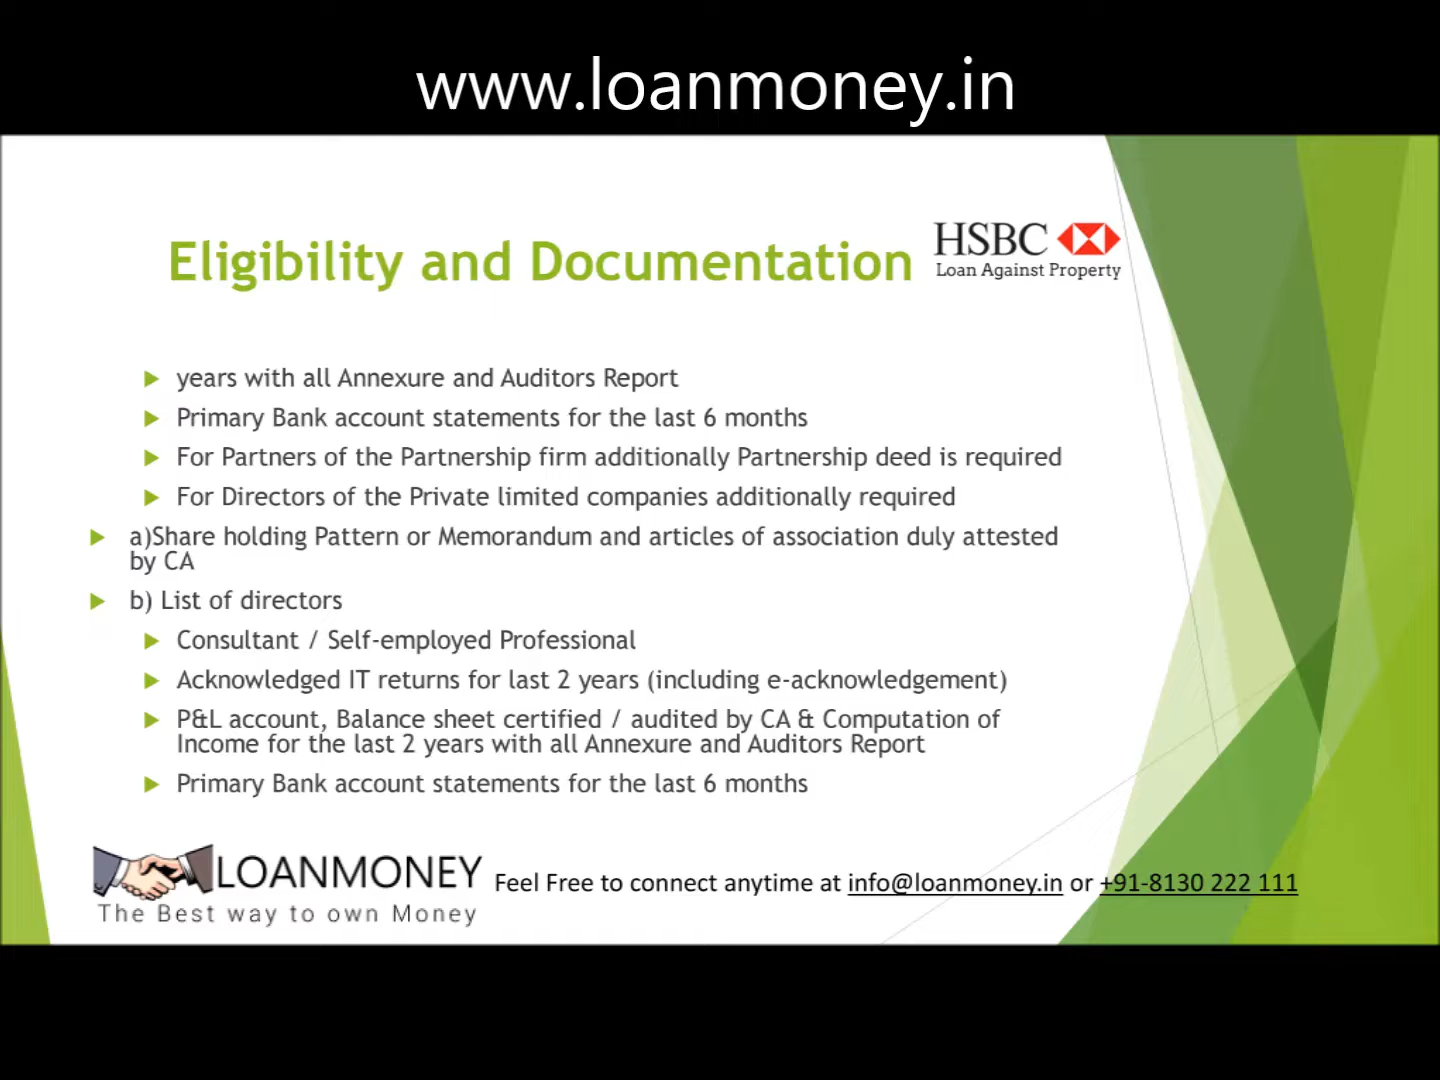 www.loanmoney.in
Eligibility and Documentation
HSBC
Loan Against Property
years with all Annexure and Auditors Report
Primary Bank account statements for the last 6 months
For Partners of the Partnership firm additionally Partnership deed is required
For Directors of the Private limited companies additionally required
a)Share holding Pattern or Memorandum and articles of association duly attested
by CA
b) List of directors
Consultant / Self-employed Professional
Acknowledged IT returns for last 2 years (including e-acknowledgement)
P&L account, Balance sheet certified / audited by CA & Computation of
Income for the last 2 years with all Annexure and Auditors Report
Primary Bank account statements for the last 6 months
LOANMONEY
The Best way to own Money
Feel Free to connect anytime at info@loanmoney.in or +91-8130 222 111